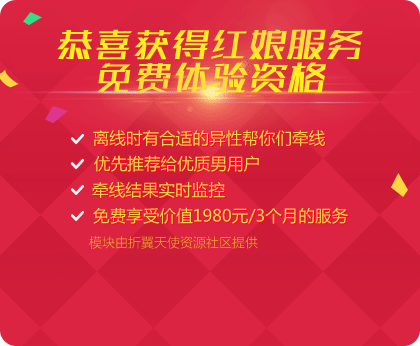 恭喜获得红娘服务
免费体验资格
离线时有合适的异性帮你们牵线
优先推荐给优质男用户
牵线结果实时监控
免费享受价值1980元/3个月的服务
模块由折翼天使资源社区提供